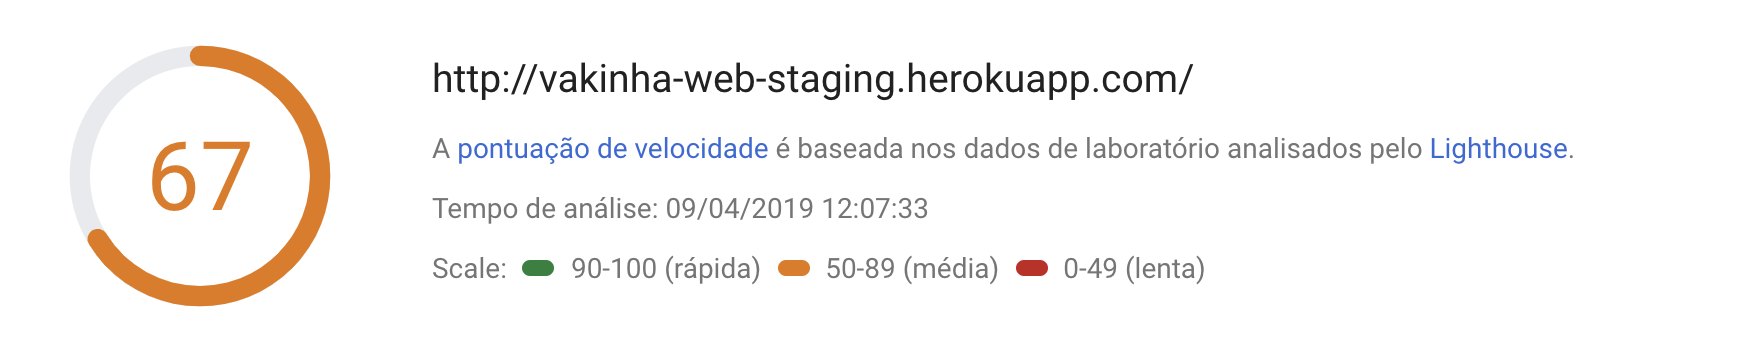 67
http://vakinha-web-staging.herokuapp.com/
A pontuação de velocidade é baseada nos dados de laboratório analisados pelo Lighthouse.
Tempo de análise: 09/04/2019 12:07:33
Scale: 90-100 (rápida) 50-89 (média) 0-49 (lenta)